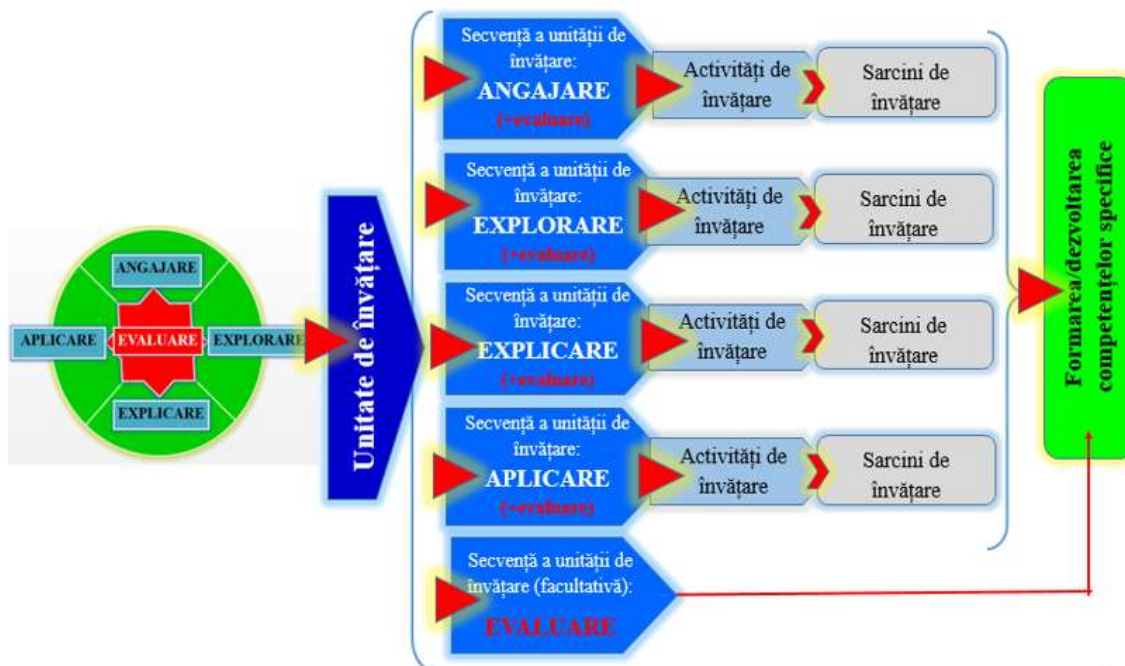 ANGAJARE
APLICARE
EVALUARE
EXPLORARE
EXPLICARE
Unitate de învățare
Secvență a unității de
învățare:
ANGAJARE
(+evaluare)
Activități de
învățare
Sarcini de
învățare
Secvență a unității de
învățare:
EXPLORARE
(+evaluare)
Activități de
învățare
Sarcini de
învățare
Secvență a unității de
învățare:
EXPLICARE
(+evaluare)
Activități de
învățare
Sarcini de
învățare
Secvență a unității de
învățare:
APLICARE
(+evaluare)
Activități de
învățare
Sarcini de
învățare
Secvență a unității de
învățare (facultativă):
EVALUARE
Formarea/dezvoltarea
competențelor specifice